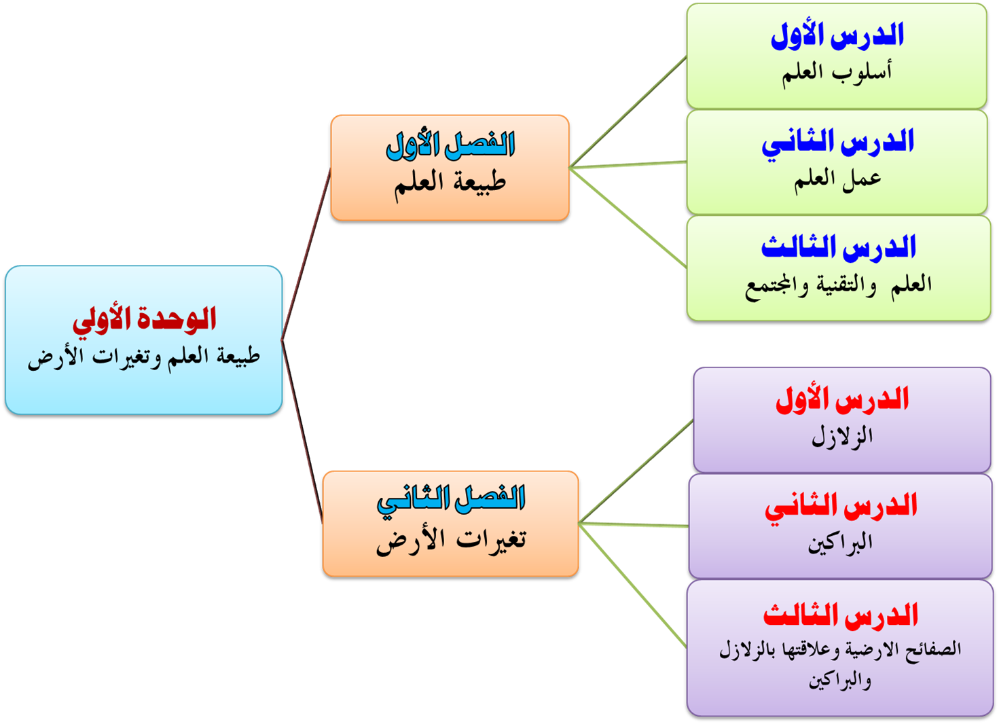 الوحدة الأولي
طبيعة العلم وتغيرات الأرض
الفصل الأول
طبيعة العلم
الدرس الأول
أسلوب العلم
الدرس الثاني
عمل العلم
الدرس الثالث
العلم والتقنية والمجتمع
الفصل الثاني
تغيرات الأرض
الدرس الأول
الزلازل
الدرس الثاني
البراكين
الدرس الثالث
الصفائح الارضية وعلاقتها بالزلازل
والبراكين